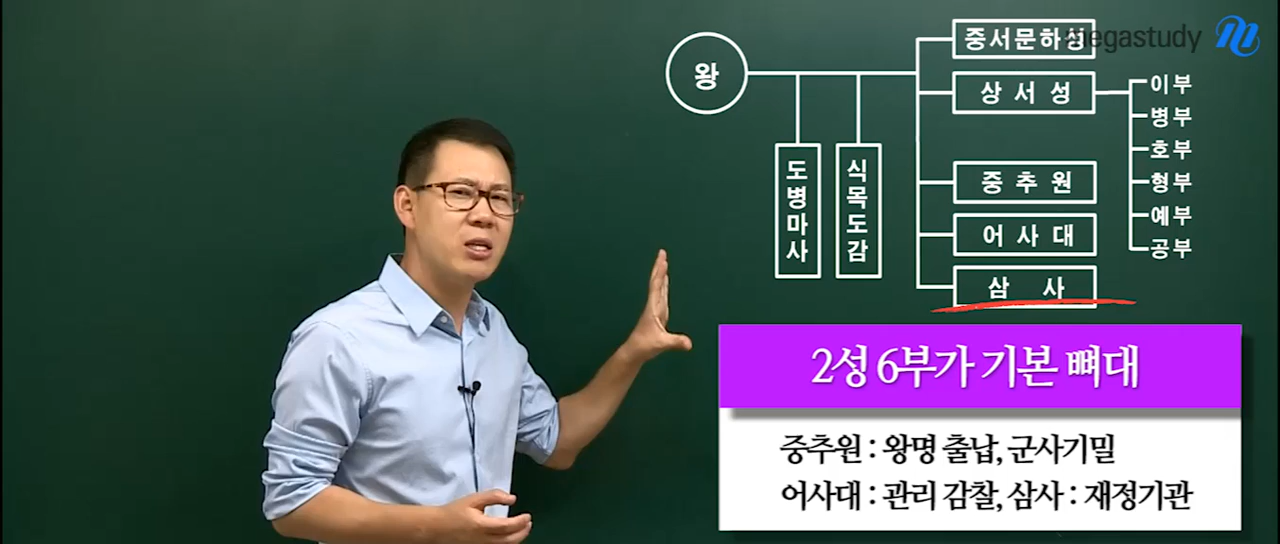 megastudy
왕
중서문하성
상서성
이부
병부
호부
형부
예부
공부
도병마사
식목도감
중추원
어사대
삼사
2성 6부가 기본 뼈대
중추원 : 왕명 출납, 군사기밀
어사대 : 관리 감찰, 삼사 : 재정기관